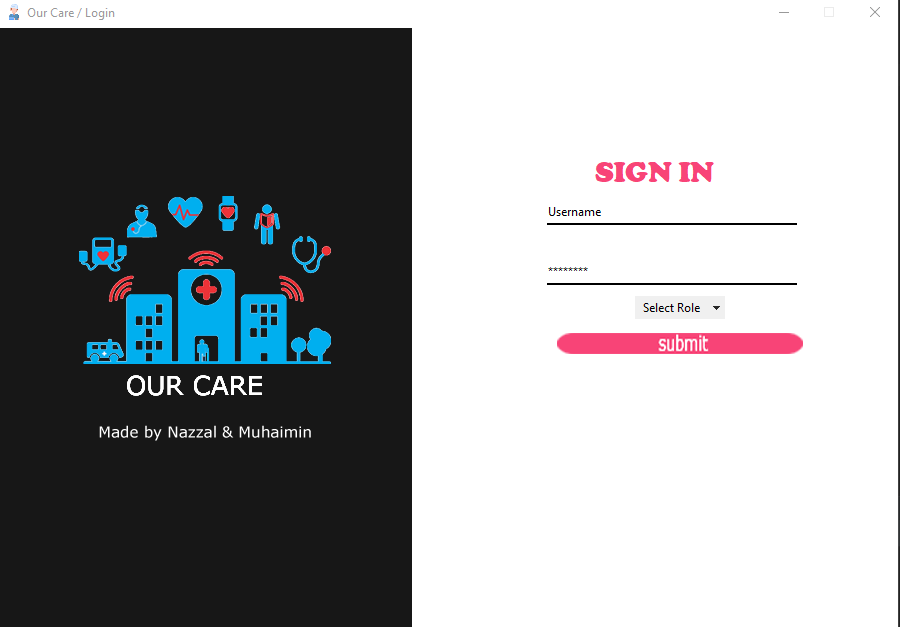 Our Care / Login
OUR CARE
Made by Nazzal & Muhaimin
SIGN IN
Username
********
Select Role
submit